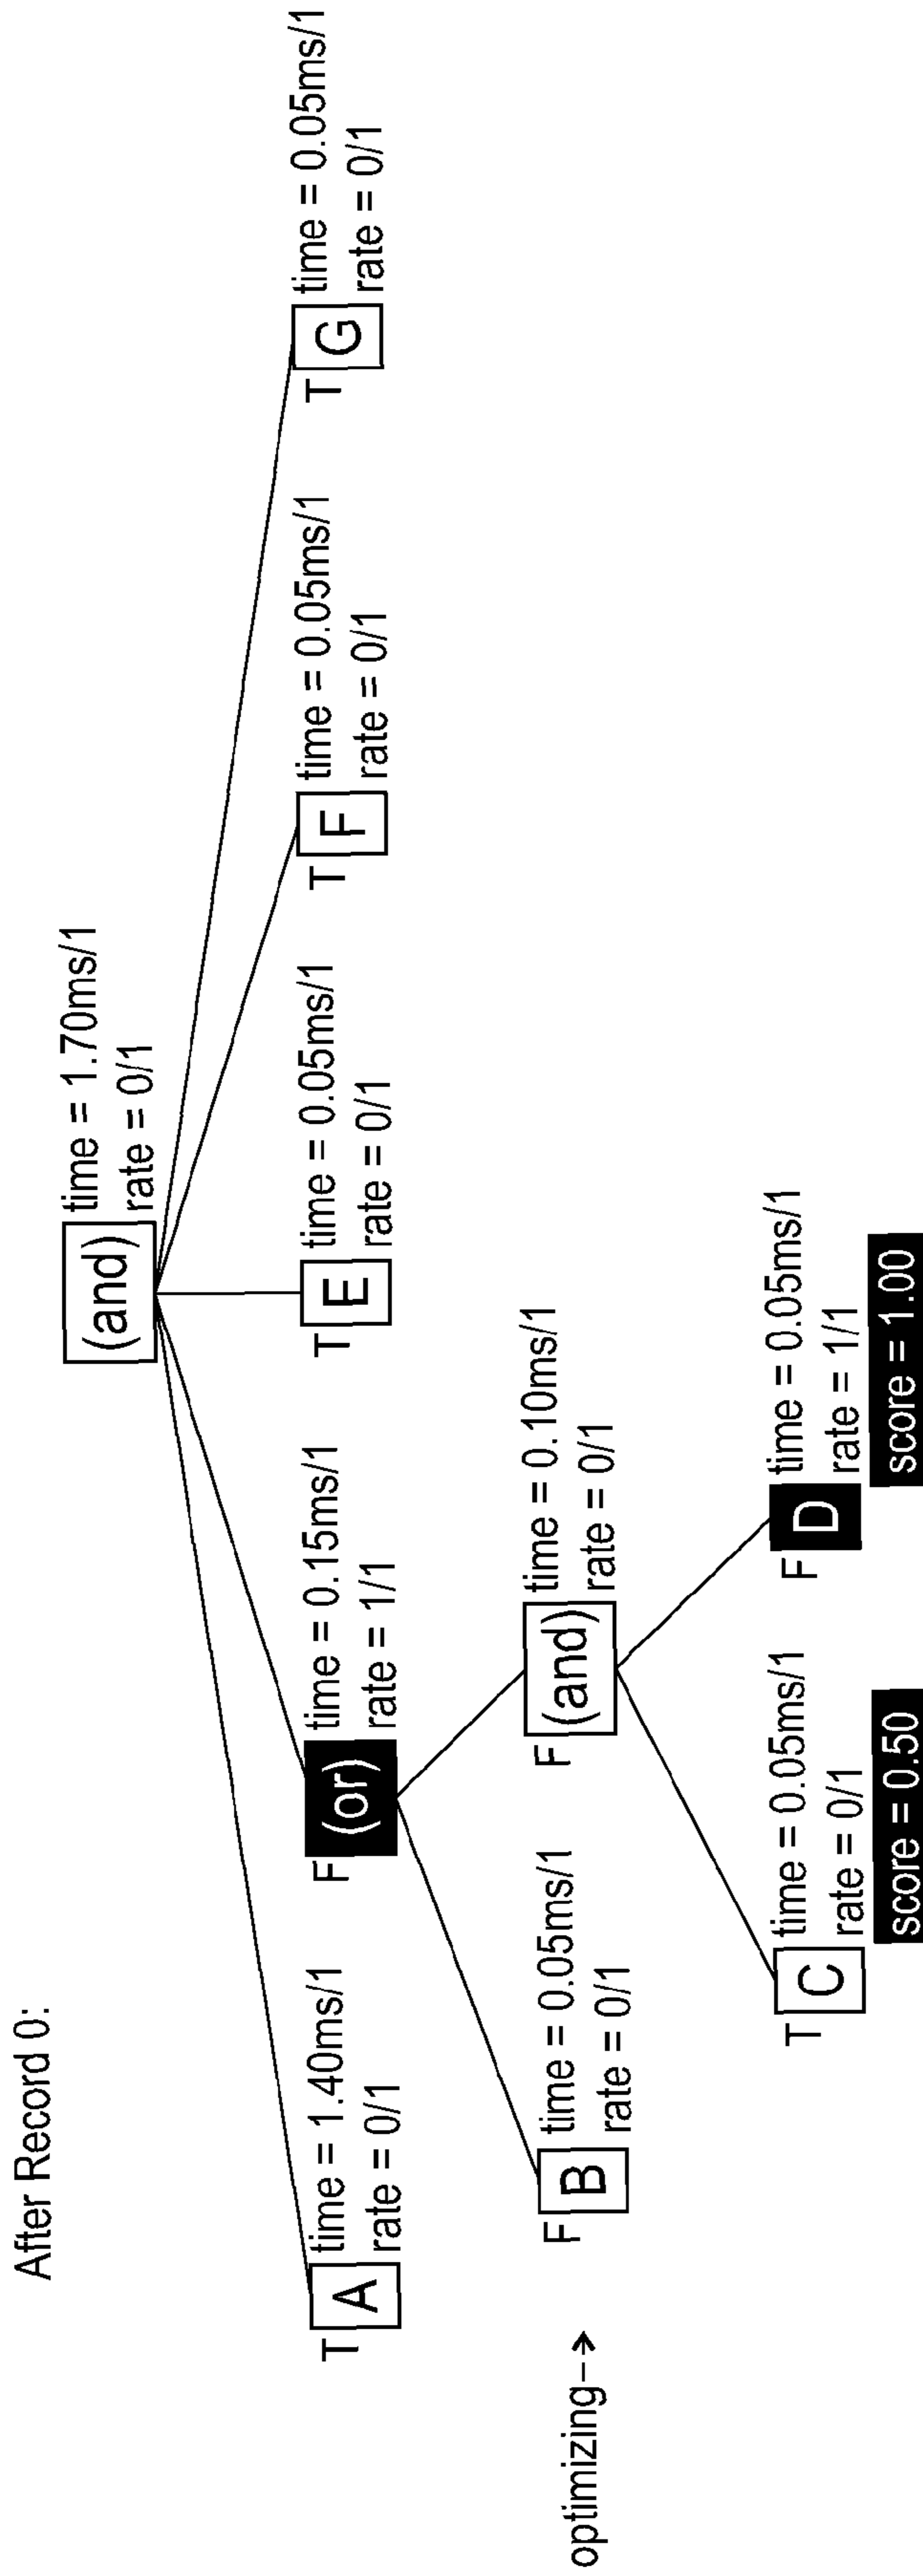 After Record 0:
(and)
time = 1.70ms/1
rate = 0/1
T
A
time = 1.40ms/1
rate = 0/1
F
(or)
time = 0.15ms/1
rate = 1/1
T
E
time = 0.05ms/1
rate = 0/1
T
F
time = 0.05ms/1
rate = 0/1
T
G
time = 0.05ms/1
rate = 0/1
optimizing-->
F
B
time = 0.05ms/1
rate = 0/1
F
(and)
time = 0.10ms/1
rate = 0/1
T
C
time = 0.05ms/1
rate = 0/1
score = 0.50
F
D
time = 0.05ms/1
rate = 1/1
score = 1.00